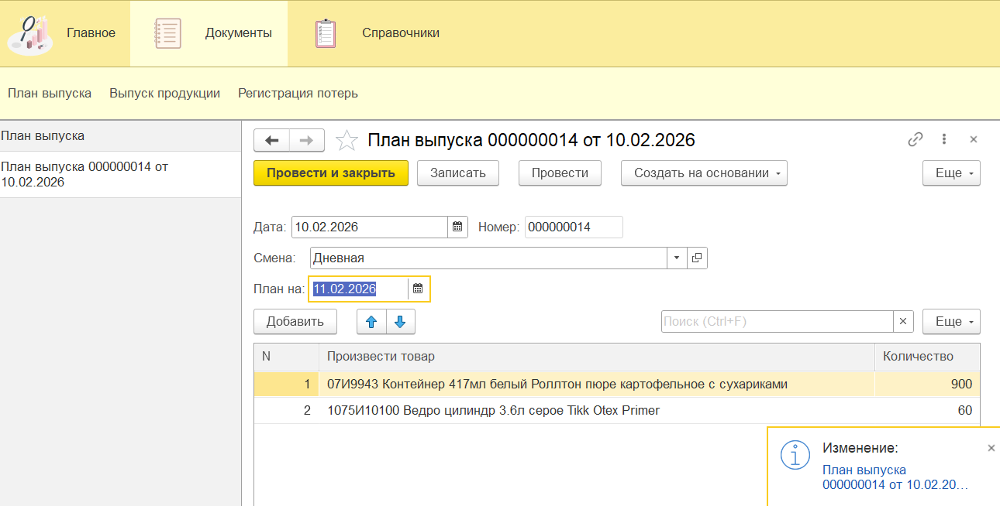 Главное
Документы
Справочники
План выпуска
Выпуск продукции
Регистрация потерь
План выпуска
План выпуска 000000014 от
10.02.2026
План выпуска 000000014 от 10.02.2026
Провести и закрыть
Записать
Провести
Создать на основании
Еще
Дата: 10.02.2026 Номер: 000000014
Смена: Дневная
План на: 11.02.2026
Добавить
Поиск (Ctrl+F)
Еще
N Произвести товар Количество
1 07И9943 Контейнер 417мл белый Роллтон пюре картофельное с сухариками 900
2 1075И10100 Ведро цилиндр 3.6л серое Tikk Otex Primer 60
Изменение:
План выпуска
000000014 от 10.02.20...